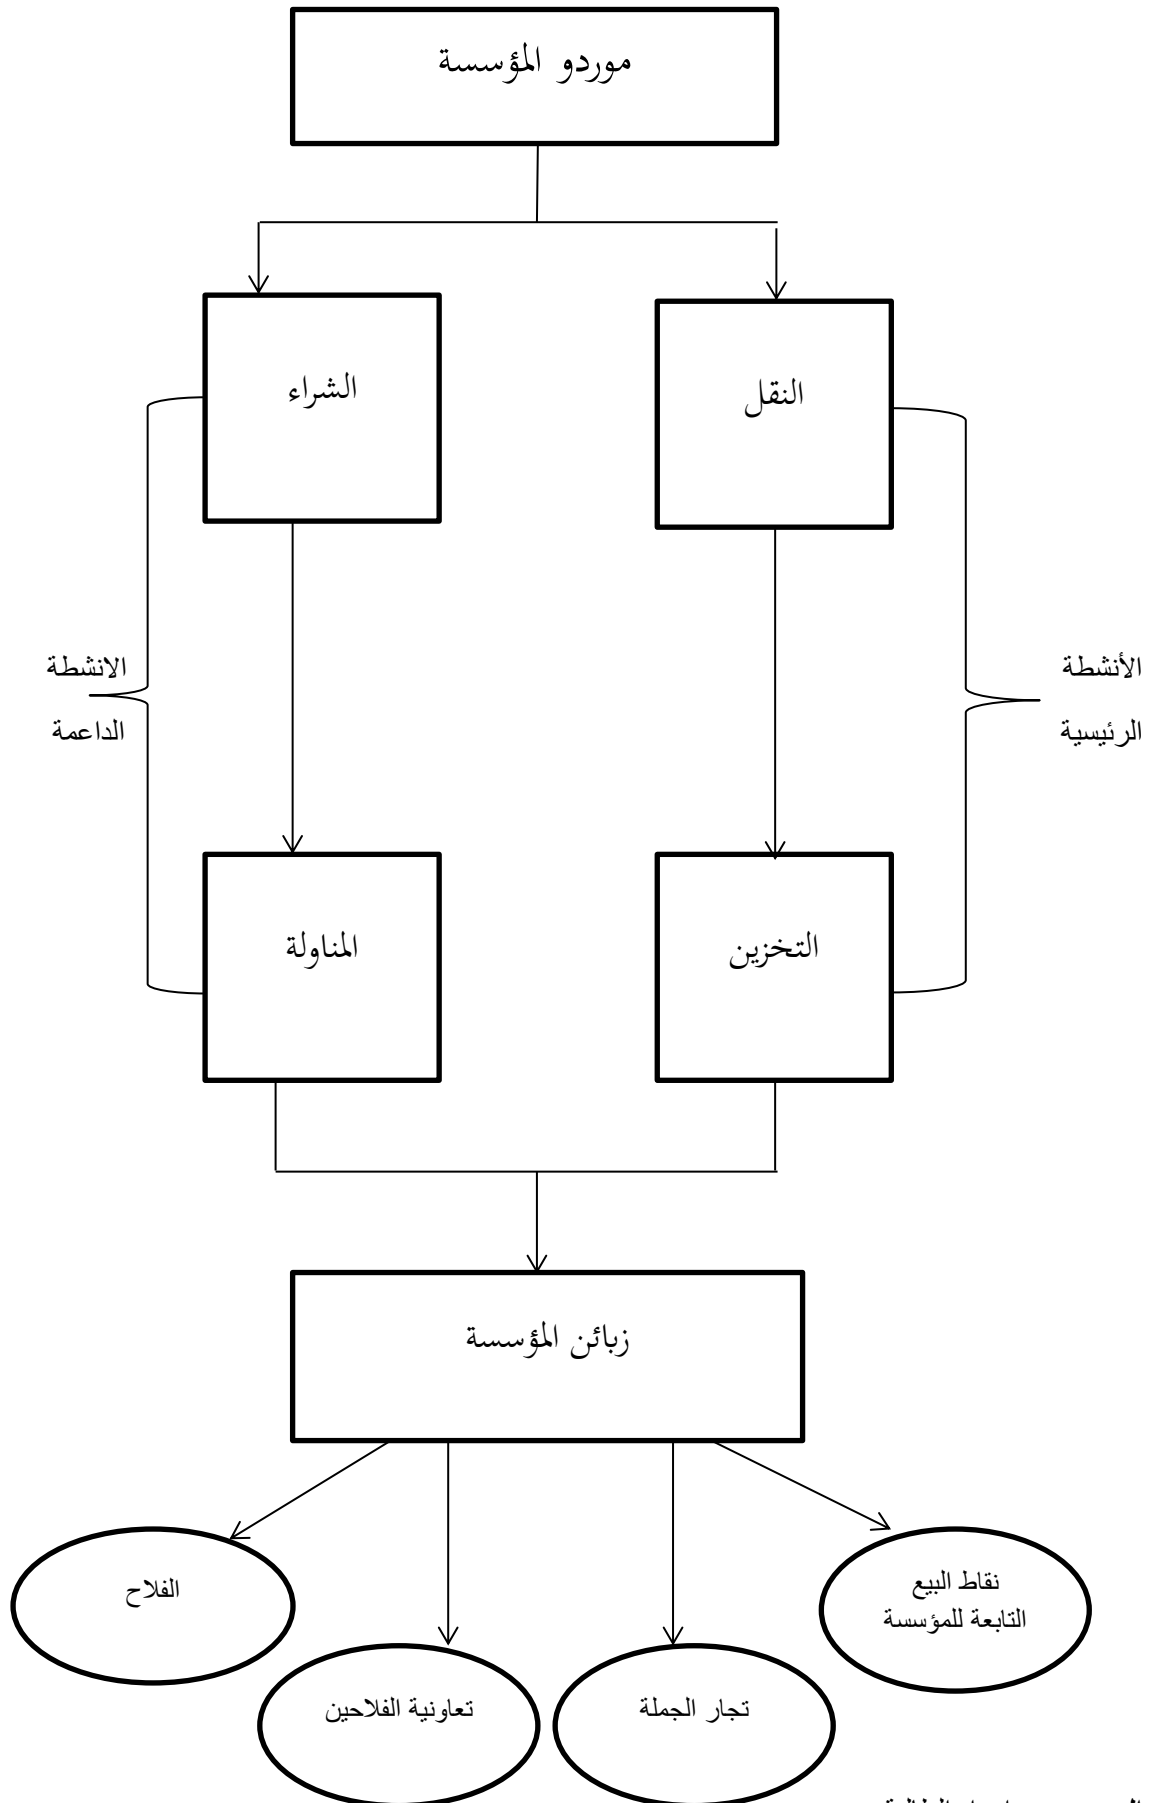 موردو المؤسسة
النقل
الشراء
الأنشطة
الرئيسية
الانشطة
الداعمة
التخزين
المناولة
زبائن المؤسسة
نقاط البيع
التابعة للمؤسسة
الفلاح
تجار الجملة
تعاونية الفلاحين